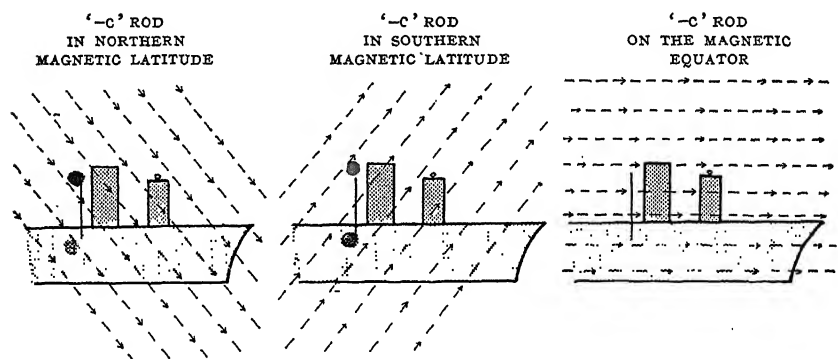 ‘–C’ ROD
IN NORTHERN
MAGNETIC LATITUDE
‘–C’ ROD
IN SOUTHERN
MAGNETIC LATITUDE
‘–C’ ROD
ON THE MAGNETIC
EQUATOR